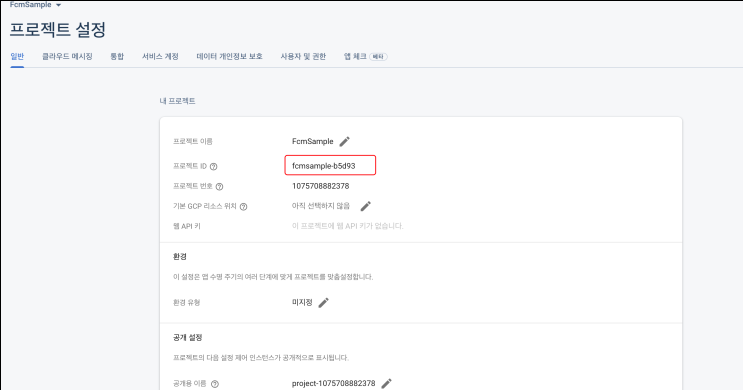 FcmSample
프로젝트 설정
일반 클라우드 메시징 통합 서비스 계정 데이터 개인정보 보호 사용자 및 권한 앱 체크 베타
내 프로젝트
프로젝트 이름 FcmSample
프로젝트 ID fcmsample-b5d93
프로젝트 번호 1075708882378
기본 GCP 리소스 위치 아직 선택하지 않음
웹 API 키 이 프로젝트에 웹 API 키가 없습니다.
환경
이 설정은 앱 수명 주기의 여러 단계에 맞게 프로젝트를 맞춤설정합니다.
환경 유형 미지정
공개 설정
프로젝트의 다음 설정 제어 인스턴스가 공개적으로 표시됩니다.
공개용 이름 project-1075708882378